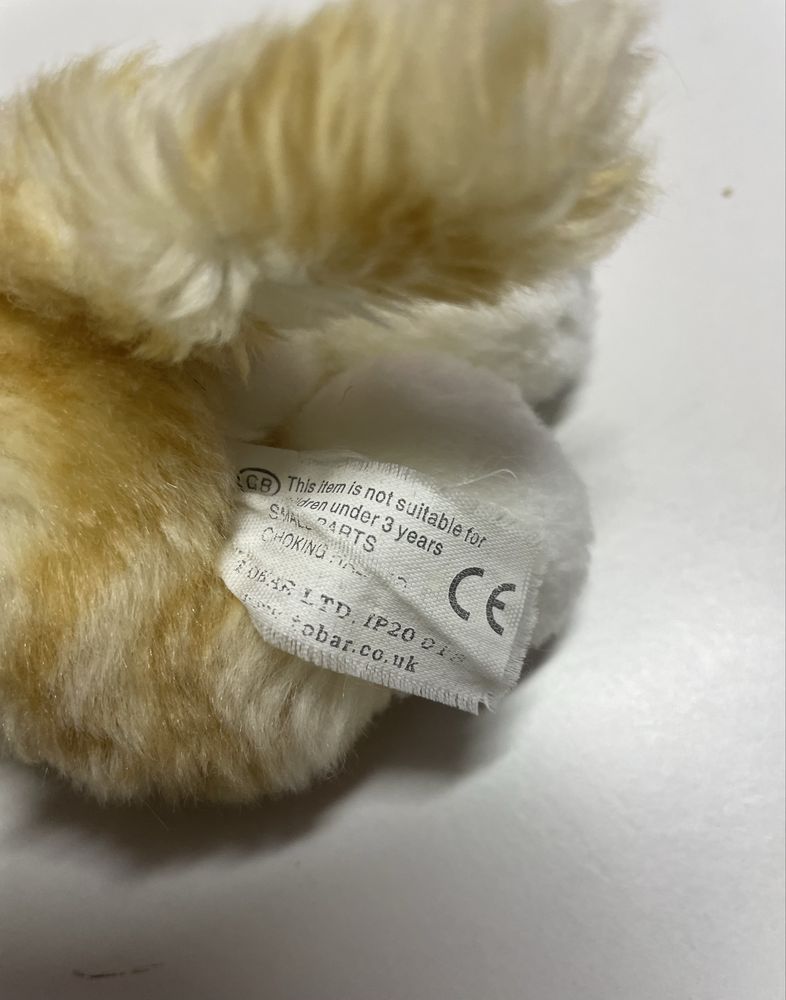 GB This item is not suitable for
children under 3 years
SMALL PARTS
CHOKING
TOBAR LTD. IP20
tobar.co.uk
CE